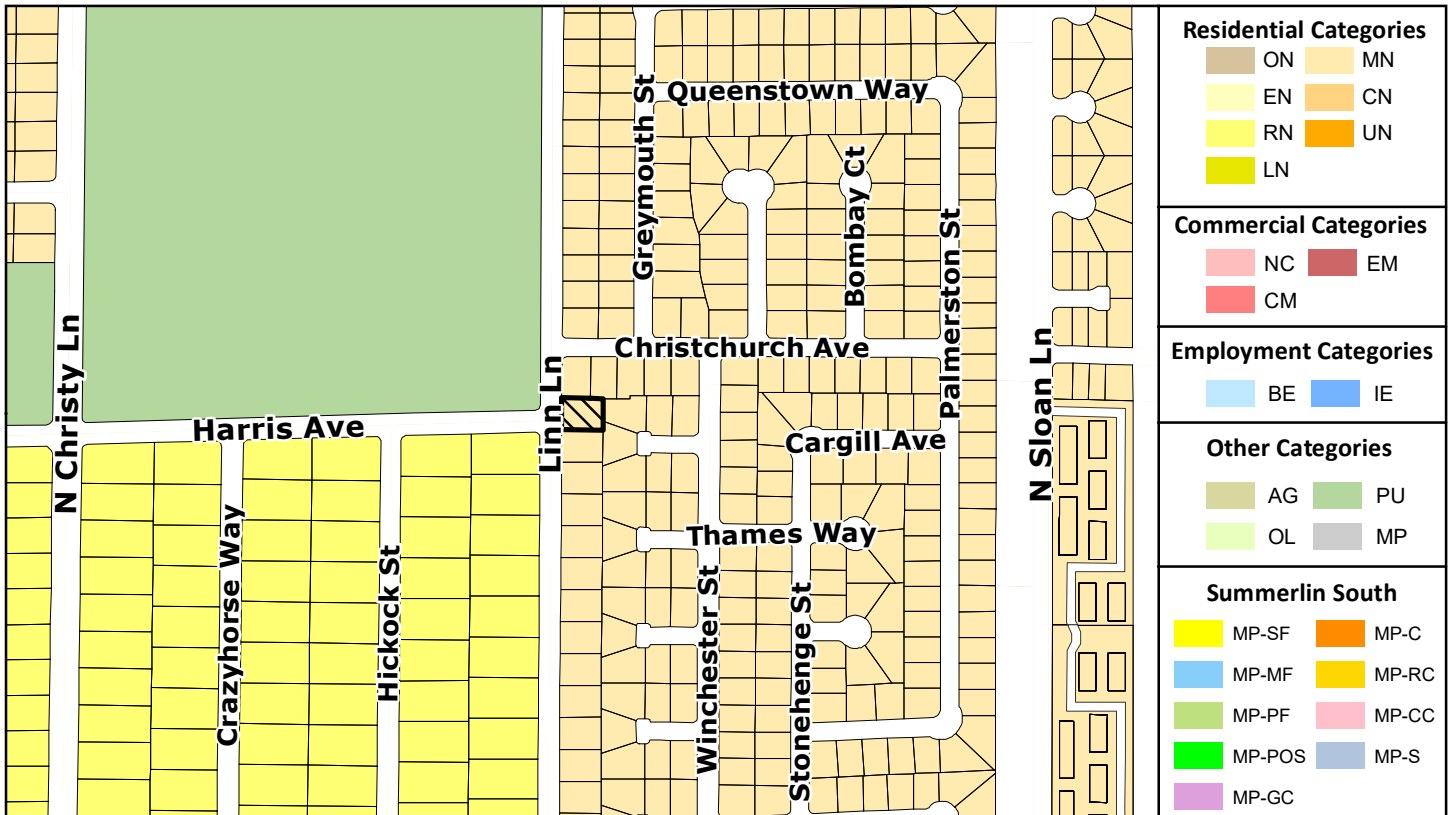 Queenstown Way
Greymouth St
Bombay Ct
Palmerston St
Christchurch Ave
N Christy Ln
Linn Ln
N Sloan Ln
Harris Ave
Cargill Ave
Crazyhorse Way
Hickock St
Thames Way
Winchester St
Stonehenge St
Residential Categories
ON MN
EN CN
RN UN
LN
Commercial Categories
NC EM
CM
Employment Categories
BE IE
Other Categories
AG PU
OL MP
Summerlin South
MP-SF MP-C
MP-MF MP-RC
MP-PF MP-CC
MP-POS MP-S
MP-GC